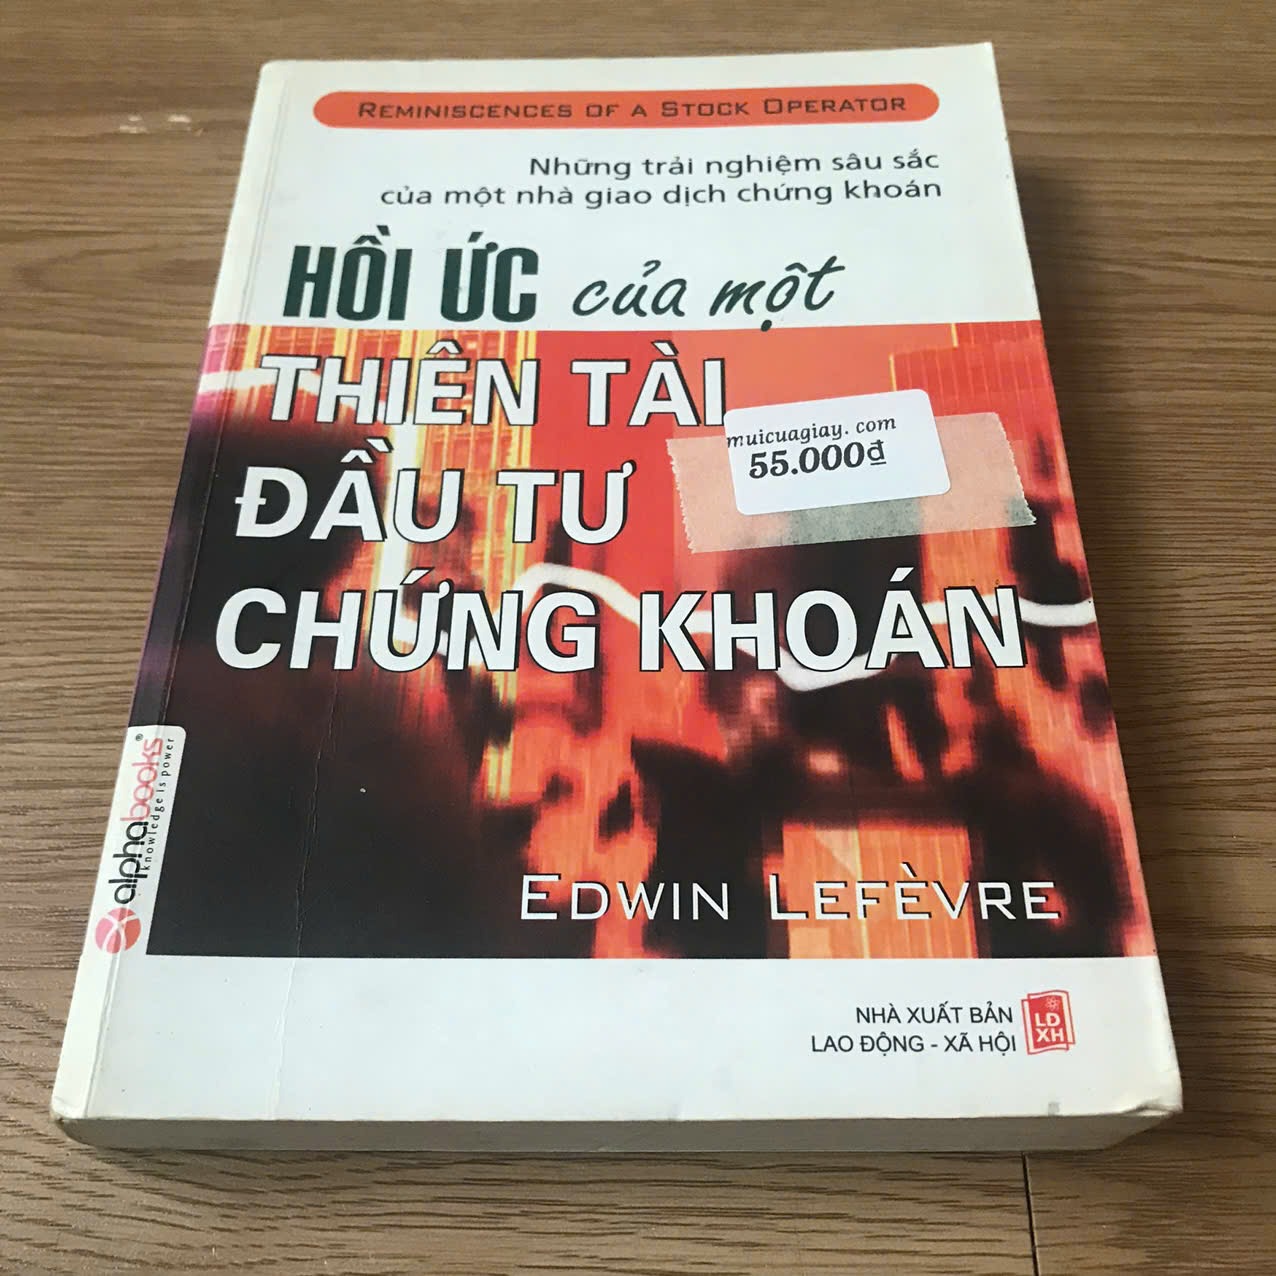 REMINISCENCES OF A STOCK OPERATOR
Những trải nghiệm sâu sắc
của một nhà giao dịch chứng khoán
HỒI ỨC của một
THIÊN TÀI
muicuagiay. com
55.000đ
ĐẦU TƯ
CHỨNG KHOÁN
alphabooks®
knowledge is power
EDWIN LEFÈVRE
NHÀ XUẤT BẢN
LAO ĐỘNG - XÃ HỘI
LD
XH